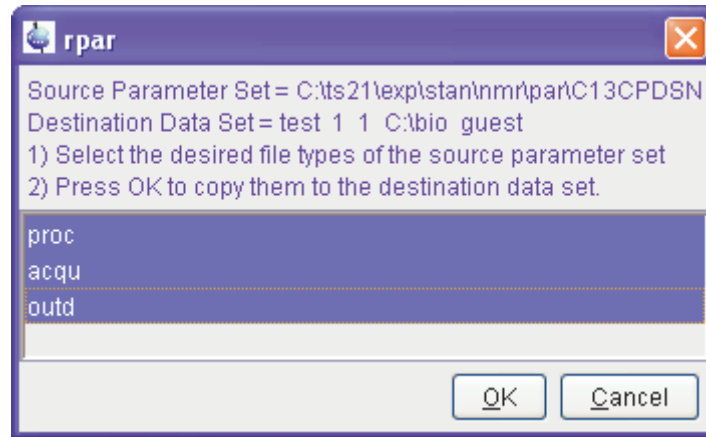 rpar
Source Parameter Set = C:\ts21\exp\stan\nmr\par\C13CPDSN
Destination Data Set = test 1 1 C:\bio guest
1) Select the desired file types of the source parameter set
2) Press OK to copy them to the destination data set.
proc
acqu
outd
OK Cancel